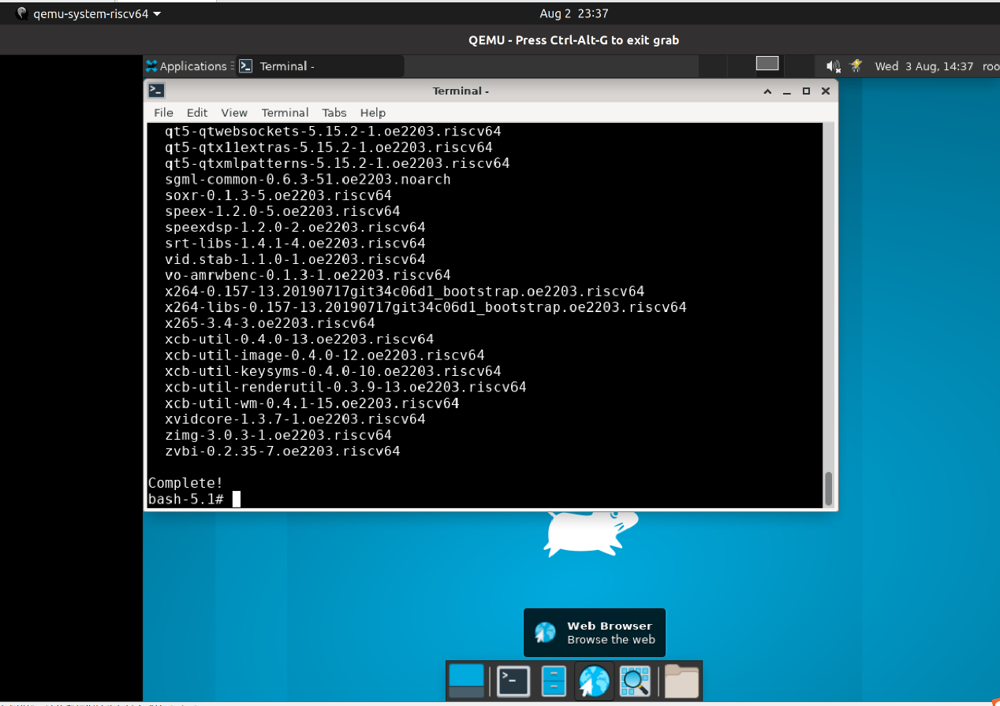 qemu-system-riscv64
Aug 2 23:37
QEMU - Press Ctrl-Alt-G to exit grab
Applications
Terminal -
Wed 3 Aug, 14:37
roo
Terminal -
File Edit View Terminal Tabs Help
qt5-qtwebsockets-5.15.2-1.oe2203.riscv64
qt5-qtx11extras-5.15.2-1.oe2203.riscv64
qt5-qtxmlpatterns-5.15.2-1.oe2203.riscv64
sgml-common-0.6.3-51.oe2203.noarch
soxr-0.1.3-5.oe2203.riscv64
speex-1.2.0-5.oe2203.riscv64
speexdsp-1.2.0-2.oe2203.riscv64
srt-libs-1.4.1-4.oe2203.riscv64
vid.stab-1.1.0-1.oe2203.riscv64
vo-amrwbenc-0.1.3-1.oe2203.riscv64
x264-0.157-13.20190717git34c06d1_bootstrap.oe2203.riscv64
x264-libs-0.157-13.20190717git34c06d1_bootstrap.oe2203.riscv64
x265-3.4-3.oe2203.riscv64
xcb-util-0.4.0-13.oe2203.riscv64
xcb-util-image-0.4.0-12.oe2203.riscv64
xcb-util-keysyms-0.4.0-10.oe2203.riscv64
xcb-util-renderutil-0.3.9-13.oe2203.riscv64
xcb-util-wm-0.4.1-15.oe2203.riscv64
xvidcore-1.3.7-1.oe2203.riscv64
zimg-3.0.3-1.oe2203.riscv64
zvbi-0.2.35-7.oe2203.riscv64
Complete!
bash-5.1#
Web Browser
Browse the web